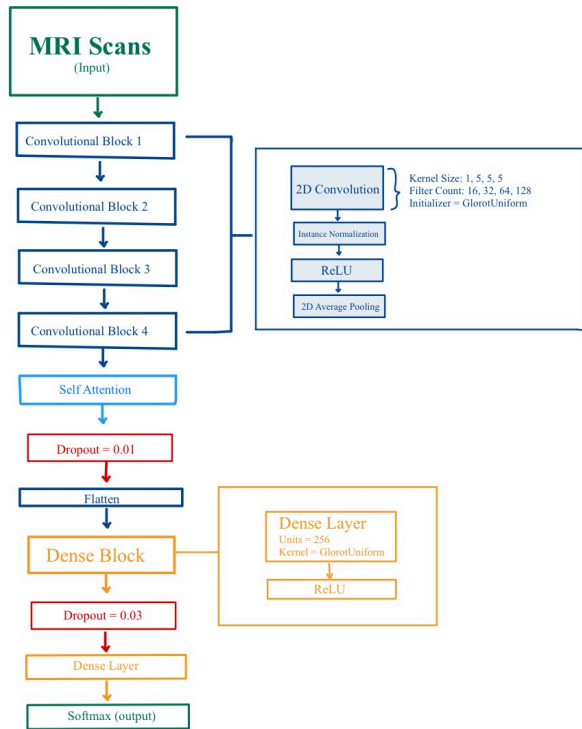 MRI Scans
(Input)
Convolutional Block 1
Convolutional Block 2
Convolutional Block 3
Convolutional Block 4
2D Convolution
Kernel Size: 1, 5, 5, 5
Filter Count: 16, 32, 64, 128
Initializer = GlorotUniform
Instance Normalization
ReLU
2D Average Pooling
Self Attention
Dropout = 0.01
Flatten
Dense Block
Dense Layer
Units = 256
Kernel = GlorotUniform
ReLU
Dropout = 0.03
Dense Layer
Softmax (output)